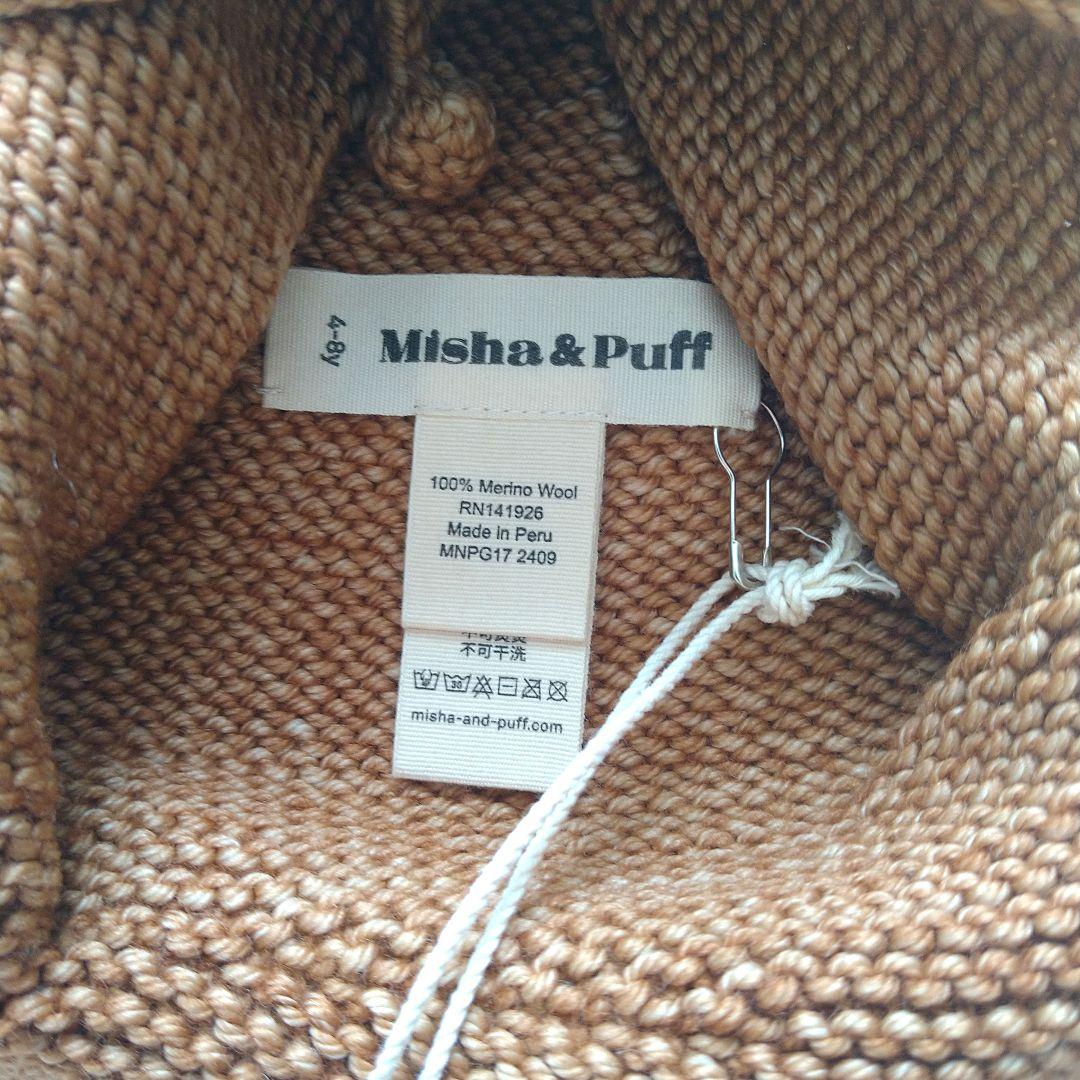 4-8y
Misha & Puff
100% Merino Wool
RN141926
Made in Peru
MNPG17 2409
不可干洗
30
misha-and-puff.com